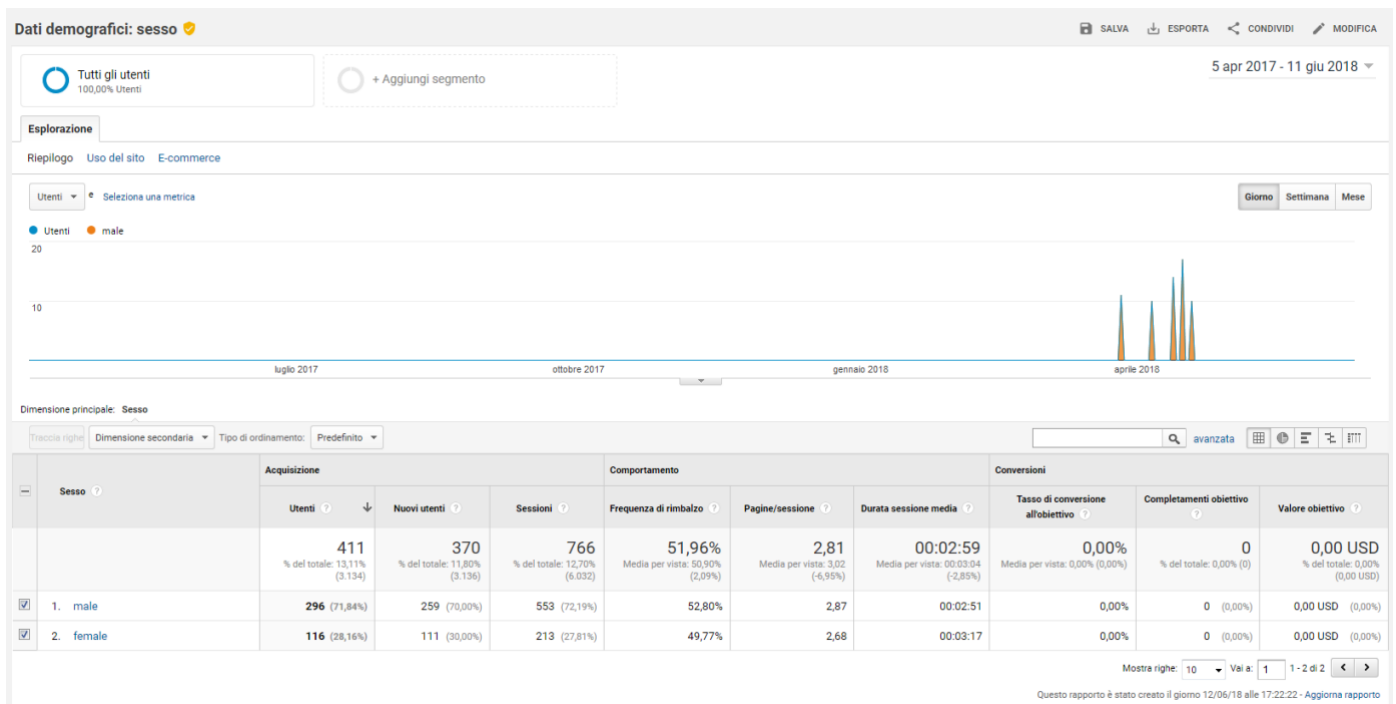 Dati demografici: sesso
SALVA ESPORTA CONDIVIDI MODIFICA
Tutti gli utenti
100,00% Utenti
+ Aggiungi segmento
5 apr 2017 - 11 giu 2018
Esplorazione
Riepilogo Uso del sito E-commerce
Utenti e Seleziona una metrica
Giorno Settimana Mese
Utenti male
20
10
luglio 2017 ottobre 2017 gennaio 2018 aprile 2018
Dimensione principale: Sesso
Traccia righe Dimensione secondaria Tipo di ordinamento: Predefinito avanzata
Sesso ? Acquisizione Comportamento Conversioni
Utenti ? Nuovi utenti ? Sessioni ? Frequenza di rimbalzo ? Pagine/sessione ? Durata sessione media ? Tasso di conversione all'obiettivo ? Completamenti obiettivo ? Valore obiettivo ?
411 370 766 51,96% 2,81 00:02:59 0,00% 0 0,00 USD
% del totale: 13,11% (3.134) % del totale: 11,80% (3.136) % del totale: 12,70% (6.032) Media per vista: 50,90% (2,09%) Media per vista: 3,02 (-6,95%) Media per vista: 00:03:04 (-2,85%) Media per vista: 0,00% (0,00%) % del totale: 0,00% (0) % del totale: 0,00% (0,00 USD)
1. male 296 (71,84%) 259 (70,00%) 553 (72,19%) 52,80% 2,87 00:02:51 0,00% 0 (0,00%) 0,00 USD (0,00%)
2. female 116 (28,16%) 111 (30,00%) 213 (27,81%) 49,77% 2,68 00:03:17 0,00% 0 (0,00%) 0,00 USD (0,00%)
Mostra righe: 10 Vai a: 1 1 - 2 di 2
Questo rapporto è stato creato il giorno 12/06/18 alle 17:22:22 - Aggiorna rapporto